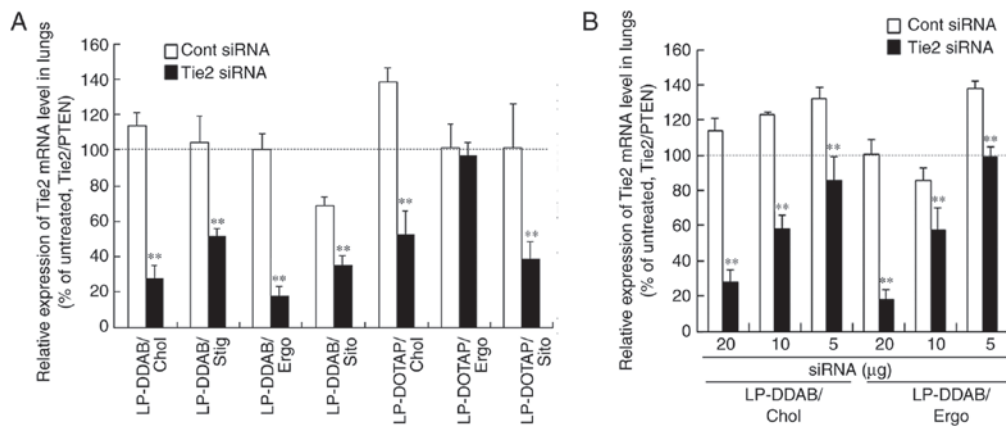 A
Relative expression of Tie2 mRNA level in lungs
(% of untreated, Tie2/PTEN)
160
140
120
100
80
60
40
20
0
Cont siRNA
Tie2 siRNA
**
**
**
**
**
**
LP-DDAB/
Chol
LP-DDAB/
Stig
LP-DDAB/
Ergo
LP-DDAB/
Sito
LP-DOTAP/
Chol
LP-DOTAP/
Ergo
LP-DOTAP/
Sito
B
Relative expression of Tie2 mRNA level in lungs
(% of untreated, Tie2/PTEN)
160
140
120
100
80
60
40
20
0
Cont siRNA
Tie2 siRNA
**
**
**
**
**
**
20 10 5 20 10 5
siRNA (μg)
LP-DDAB/
Chol
LP-DDAB/
Ergo